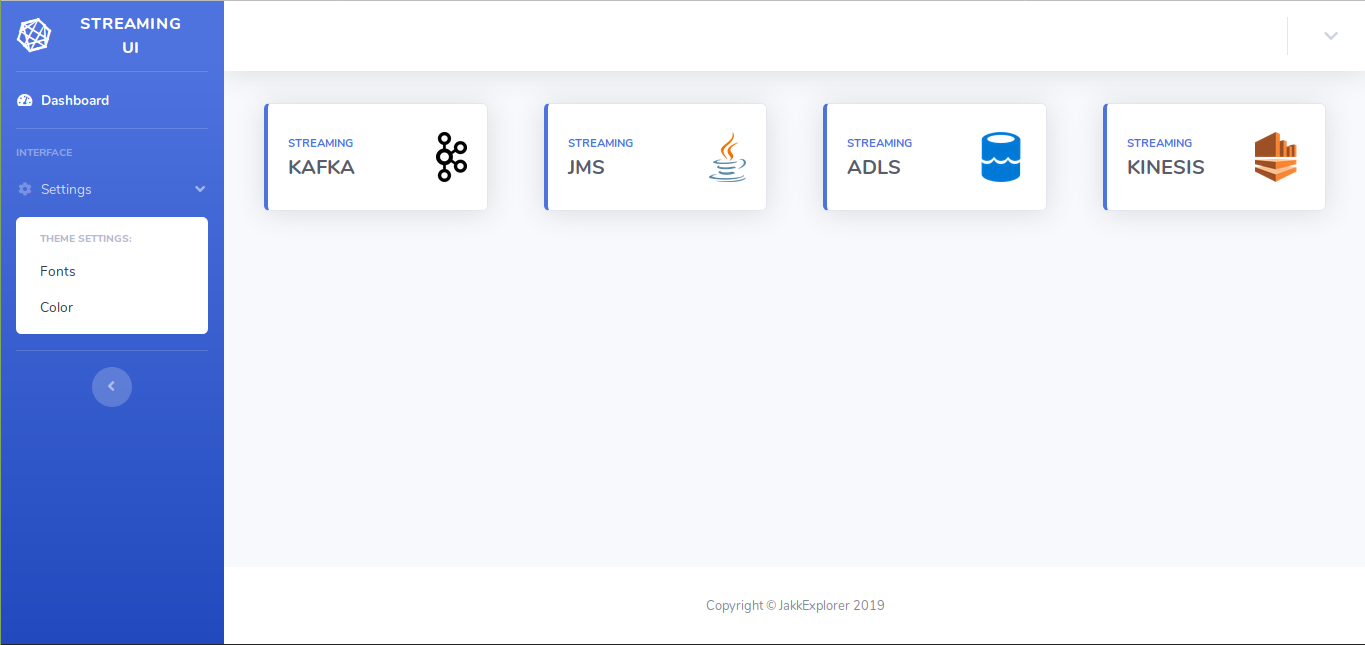 STREAMING
UI
Dashboard
INTERFACE
Settings
THEME SETTINGS:
Fonts
Color
STREAMING
KAFKA
STREAMING
JMS
STREAMING
ADLS
STREAMING
KINESIS
Copyright © JakkExplorer 2019